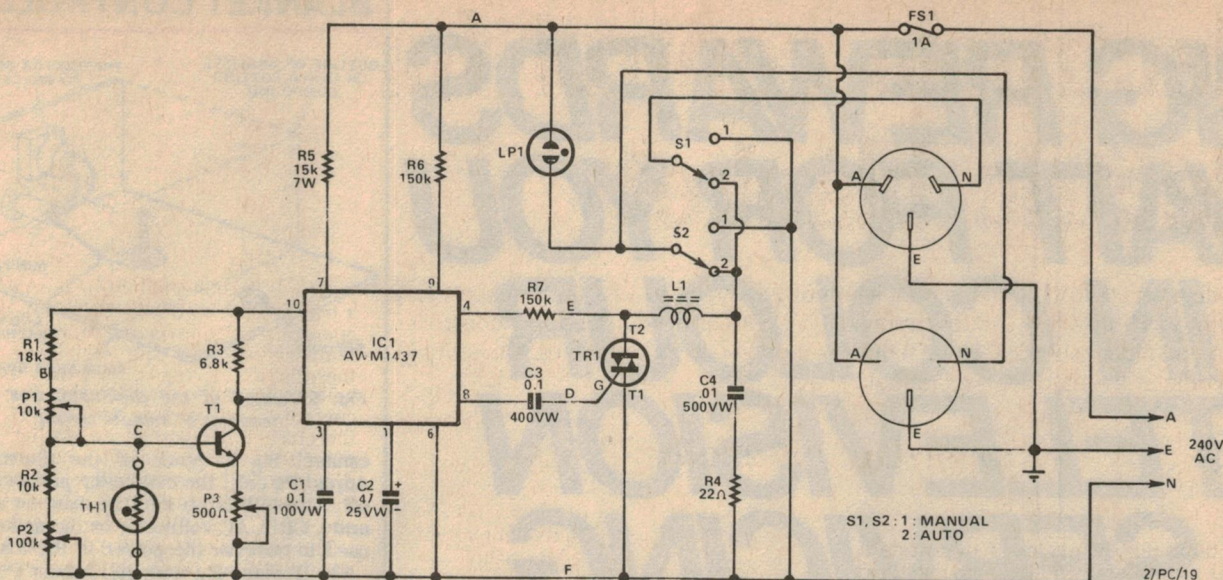 A
FS1
1A
R5
15k
7W
R6
150k
LP1
S1
1
2
1
S2
2
A
N
E
7
9
10
4
R7
150k
E
L1
IC1
AWM1437
T2
TR1
G
T1
8
C3
0.1
400VW
D
3
1
6
R1
18k
B
P1
10k
R3
6.8k
C
T1
R2
10k
TH1
P2
100k
P3
500Ω
C1
0.1
100VW
C2
47
25VW
+
−
C4
.01
500VW
R4
22Ω
A
N
E
A
E
N
240V
AC
S1, S2 : 1 : MANUAL
2 : AUTO
F
2/PC/19